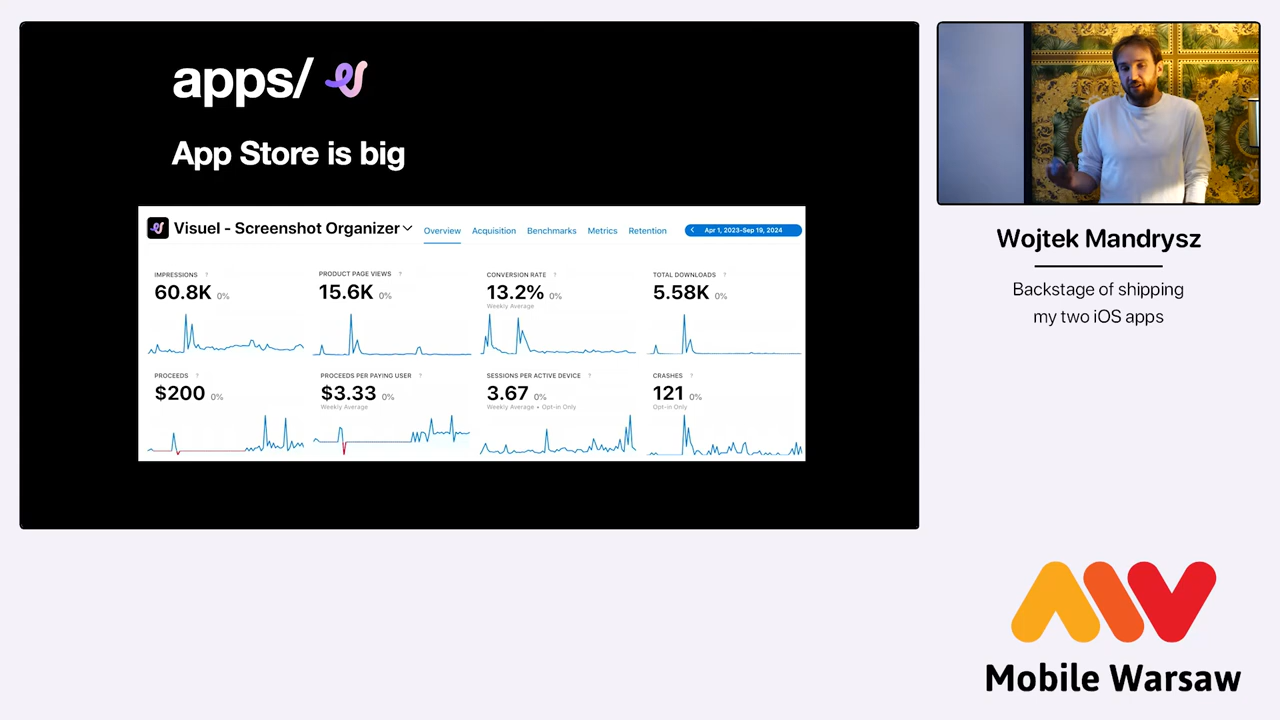 apps/
App Store is big
Visuel - Screenshot Organizer
Overview Acquisition Benchmarks Metrics Retention
Apr 1, 2023-Sep 19, 2024
IMPRESSIONS ? PRODUCT PAGE VIEWS ? CONVERSION RATE ? TOTAL DOWNLOADS ?
60.8K 0% 15.6K 0% 13.2% 0% 5.58K 0%
Weekly Average
PROCEEDS ? PROCEEDS PER PAYING USER ? SESSIONS PER ACTIVE DEVICE ? CRASHES ?
$200 0% $3.33 0% 3.67 0% 121 0%
Weekly Average Weekly Average • Opt-in Only Opt-in Only
Wojtek Mandrysz
Backstage of shipping
my two iOS apps
Mobile Warsaw